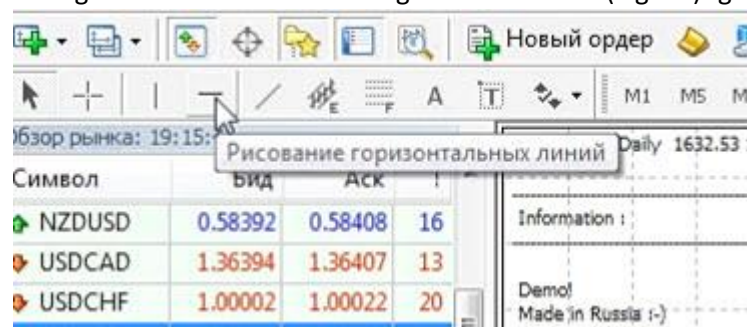 Новый ордер
E F A T M1 M5
Обзор рынка: 19:15:
Рисование горизонтальных линий
Daily 1632.53
Символ Бид Аск !
NZDUSD 0.58392 0.58408 16
Information :
USDCAD 1.36394 1.36407 13
USDCHF 1.00002 1.00022 20
Demo!
Made in Russia :-)